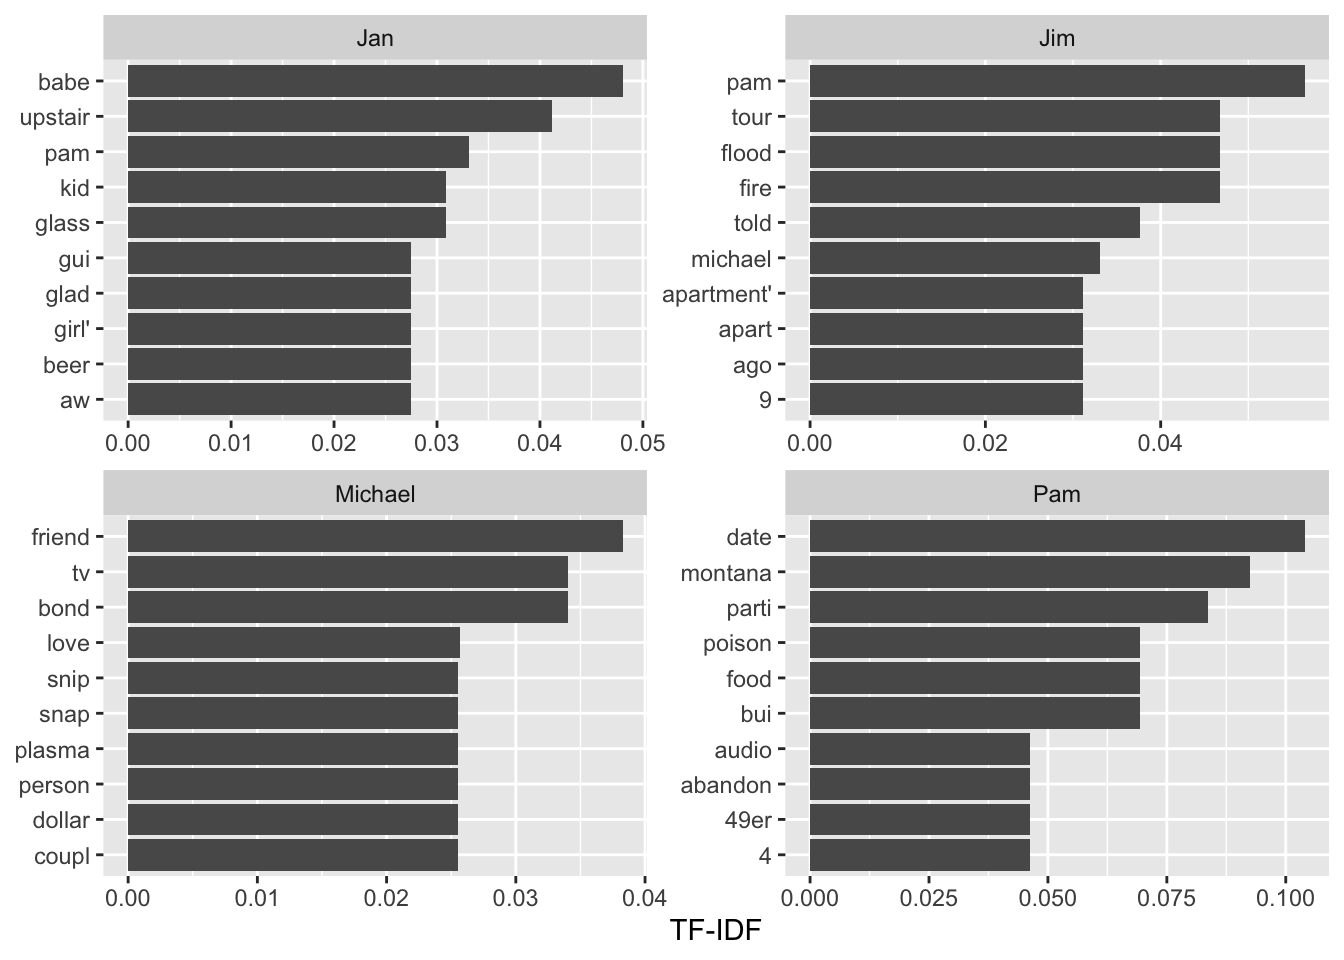 Jan
babe
upstair
pam
kid
glass
gui
glad
girl'
beer
aw
0.00 0.01 0.02 0.03 0.04 0.05
Jim
pam
tour
flood
fire
told
michael
apartment'
apart
ago
9
0.00 0.02 0.04
Michael
friend
tv
bond
love
snip
snap
plasma
person
dollar
coupl
0.00 0.01 0.02 0.03 0.04
Pam
date
montana
parti
poison
food
bui
audio
abandon
49er
4
0.000 0.025 0.050 0.075 0.100
TF-IDF